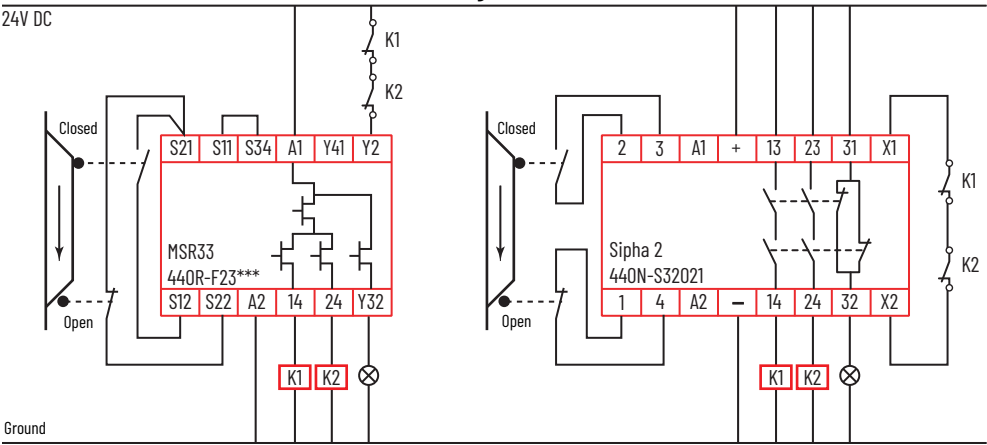 24V DC
K1
K2
Closed
S21 S11 S34 A1 Y41 Y2
MSR33
440R-F23***
S12 S22 A2 14 24 Y32
Open
K1 K2
Closed
2 3 A1 + 13 23 31 X1
K1
Sipha 2
440N-S32021
K2
1 4 A2 – 14 24 32 X2
Open
K1 K2
Ground